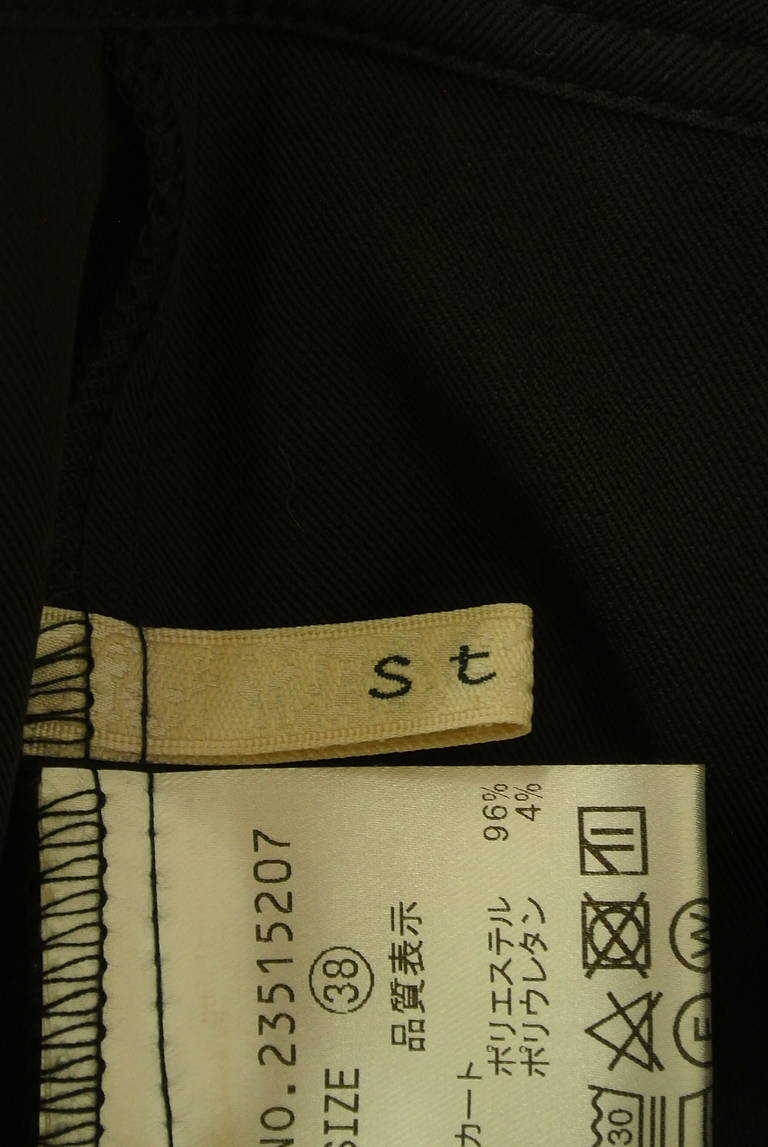 st
NO.23515207
SIZE 38
品質表示
カート
ポリエステル 96%
ポリウレタン 4%
W
F
30